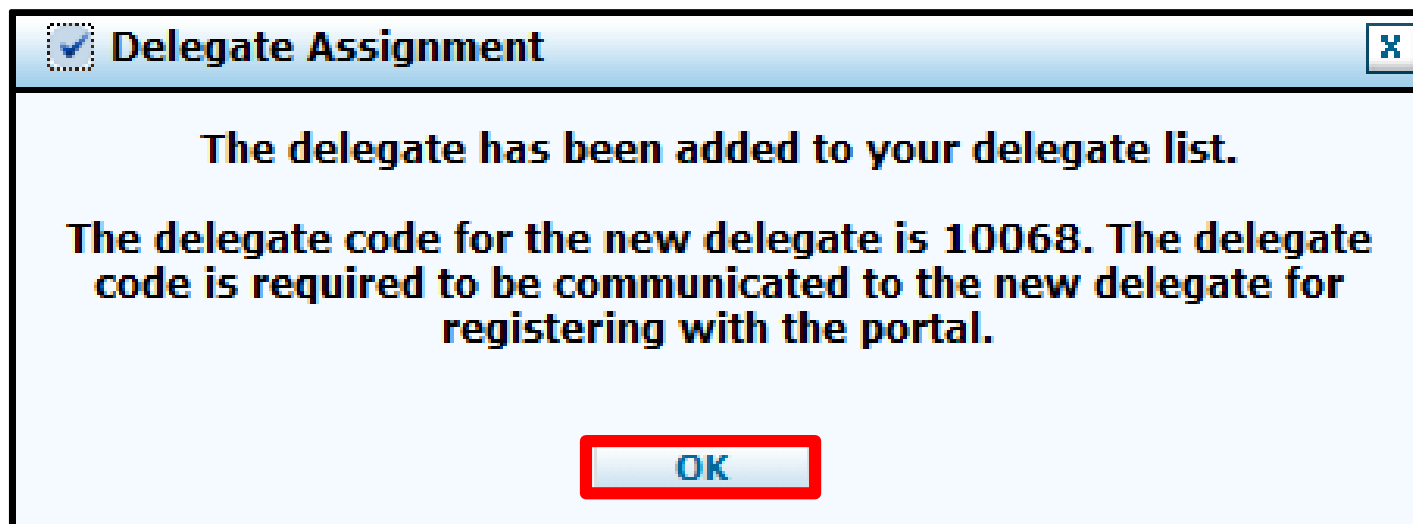 Delegate Assignment
X
The delegate has been added to your delegate list.
The delegate code for the new delegate is 10068. The delegate
code is required to be communicated to the new delegate for
registering with the portal.
OK